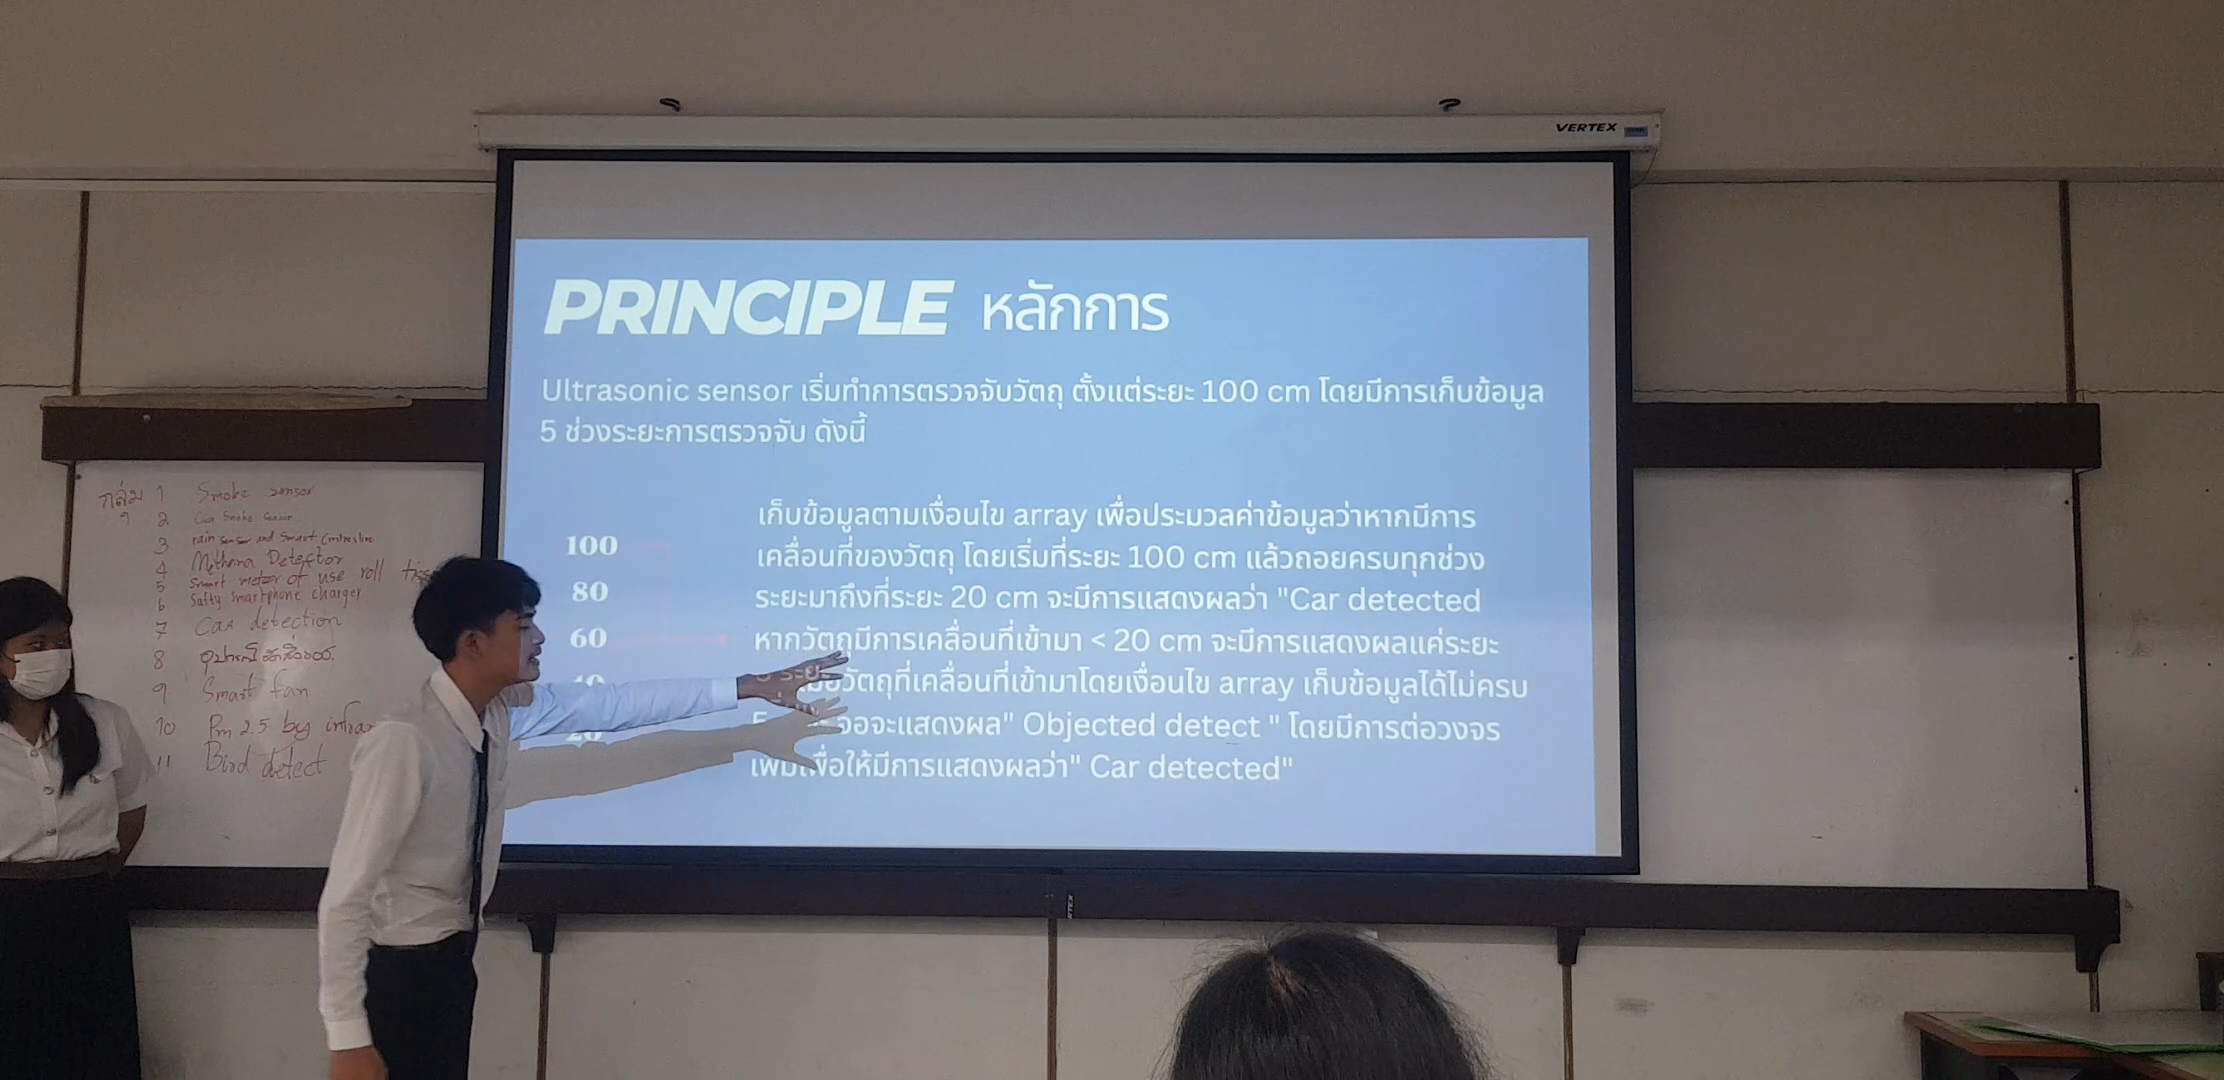 VERTEX
PRINCIPLE หลักการ
Ultrasonic sensor เริ่มทำการตรวจจับวัตถุ ตั้งแต่ระยะ 100 cm โดยมีการเก็บข้อมูล
5 ช่วงระยะการตรวจจับ ดังนี้
100
80
60
เก็บข้อมูลตามเงื่อนไข array เพื่อประมวลค่าข้อมูลว่าหากมีการ
เคลื่อนที่ของวัตถุ โดยเริ่มที่ระยะ 100 cm แล้วถอยครบทุกช่วง
ระยะมาถึงที่ระยะ 20 cm จะมีการแสดงผลว่า "Car detected
หากวัตถุมีการเคลื่อนที่เข้ามา < 20 cm จะมีการแสดงผลแค่ระยะ
วัตถุที่เคลื่อนที่เข้ามาโดยเงื่อนไข array เก็บข้อมูลได้ไม่ครบ
จอจะแสดงผล" Objected detect " โดยมีการต่อวงจร
เพิ่มเพื่อให้มีการแสดงผลว่า" Car detected"
กลุ่ม 1 Smoke sensor
2 Smoke
3 rain sensor and smart
4 Detector
5 Smart meter of use roll
6 Safty smartphone charger
7 Car detection
8
9 Smart fan
10 Pm 2.5 by
11 Bird detect